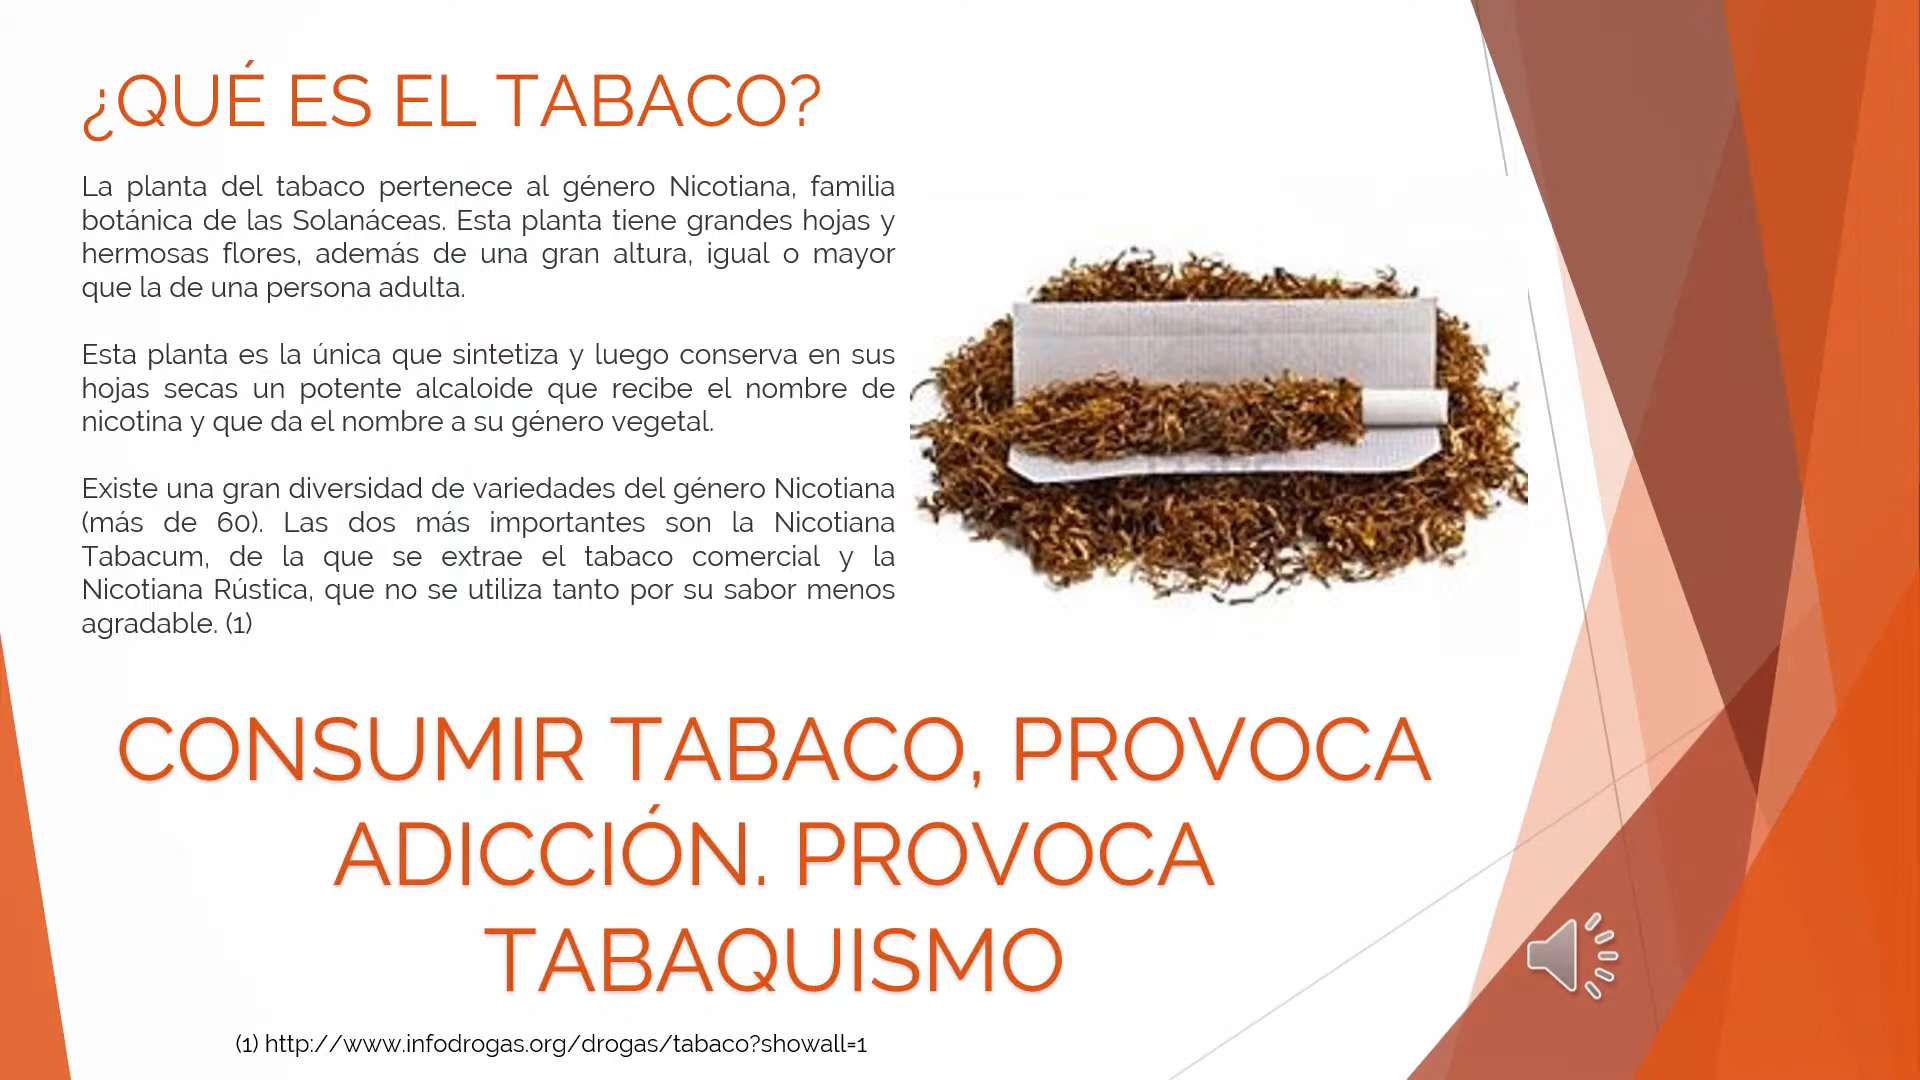 ¿QUÉ ES EL TABACO?
La planta del tabaco pertenece al género Nicotiana, familia
botánica de las Solanáceas. Esta planta tiene grandes hojas y
hermosas flores, además de una gran altura, igual o mayor
que la de una persona adulta.
Esta planta es la única que sintetiza y luego conserva en sus
hojas secas un potente alcaloide que recibe el nombre de
nicotina y que da el nombre a su género vegetal.
Existe una gran diversidad de variedades del género Nicotiana
(más de 60). Las dos más importantes son la Nicotiana
Tabacum, de la que se extrae el tabaco comercial y la
Nicotiana Rústica, que no se utiliza tanto por su sabor menos
agradable. (1)
CONSUMIR TABACO, PROVOCA
ADICCIÓN. PROVOCA
TABAQUISMO
(1) http://www.infodrogas.org/drogas/tabaco?showall=1